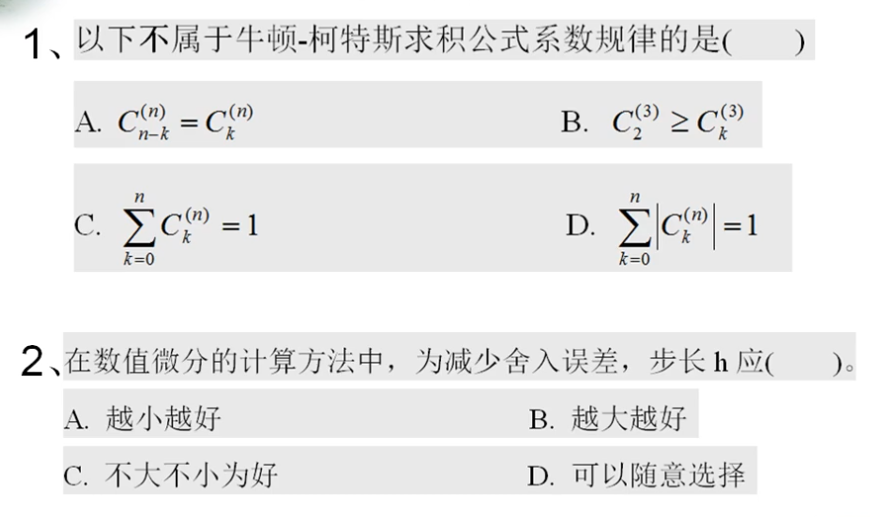 1、以下不属于牛顿-柯特斯求积公式系数规律的是(　　)
A. $C_{n-k}^{(n)} = C_k^{(n)}$　　B. $C_2^{(3)} \geq C_k^{(3)}$
C. $\sum_{k=0}^{n} C_k^{(n)} = 1$　　D. $\sum_{k=0}^{n} \left| C_k^{(n)} \right| = 1$
2、在数值微分的计算方法中，为减少舍入误差，步长 h 应(　　)。
A. 越小越好　　B. 越大越好
C. 不大不小为好　　D. 可以随意选择